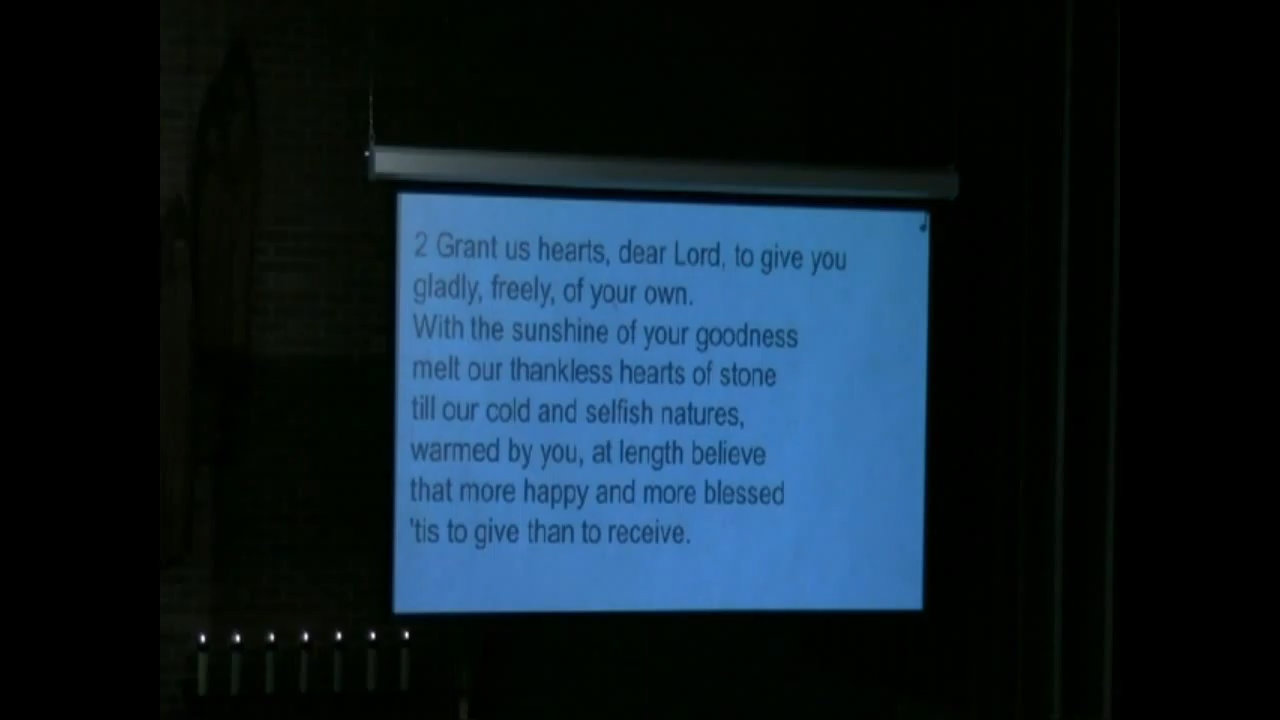 2 Grant us hearts, dear Lord, to give you
gladly, freely, of your own.
With the sunshine of your goodness
melt our thankless hearts of stone
till our cold and selfish natures,
warmed by you, at length believe
that more happy and more blessed
'tis to give than to receive.